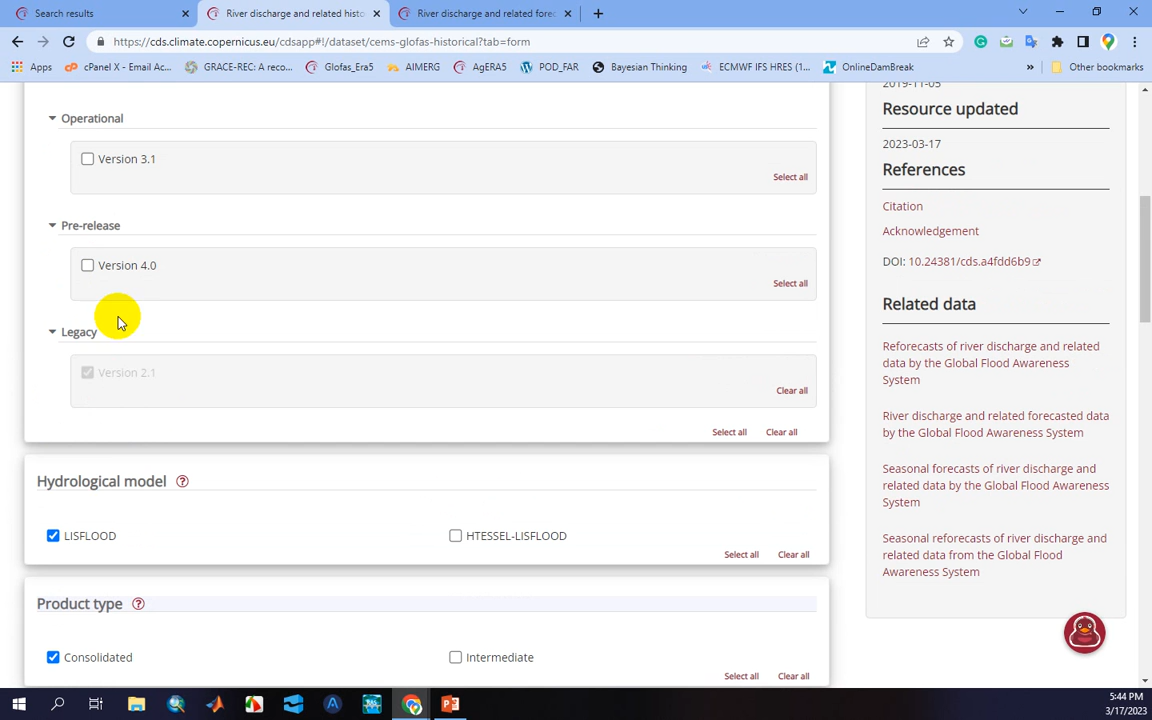 Search results
River discharge and related histo
River discharge and related forec
https://cds.climate.copernicus.eu/cdsapp#!/dataset/cems-glofas-historical?tab=form
Apps
cPanel X - Email Ac...
GRACE-REC: A reco...
Glofas_Era5
AIMERG
AgERA5
POD_FAR
Bayesian Thinking
ECMWF IFS HRES (1...
OnlineDamBreak
»
Other bookmarks
Operational
Version 3.1
Select all
Pre-release
Version 4.0
Select all
Legacy
Version 2.1
Clear all
Select all Clear all
Hydrological model ?
LISFLOOD HTESSEL-LISFLOOD
Select all Clear all
Product type ?
Consolidated Intermediate
Select all Clear all
2019-11-05
Resource updated
2023-03-17
References
Citation
Acknowledgement
DOI: 10.24381/cds.a4fdd6b9
Related data
Reforecasts of river discharge and related
data by the Global Flood Awareness
System
River discharge and related forecasted data
by the Global Flood Awareness System
Seasonal forecasts of river discharge and
related data by the Global Flood Awareness
System
Seasonal reforecasts of river discharge and
related data from the Global Flood
Awareness System
5:44 PM
3/17/2023